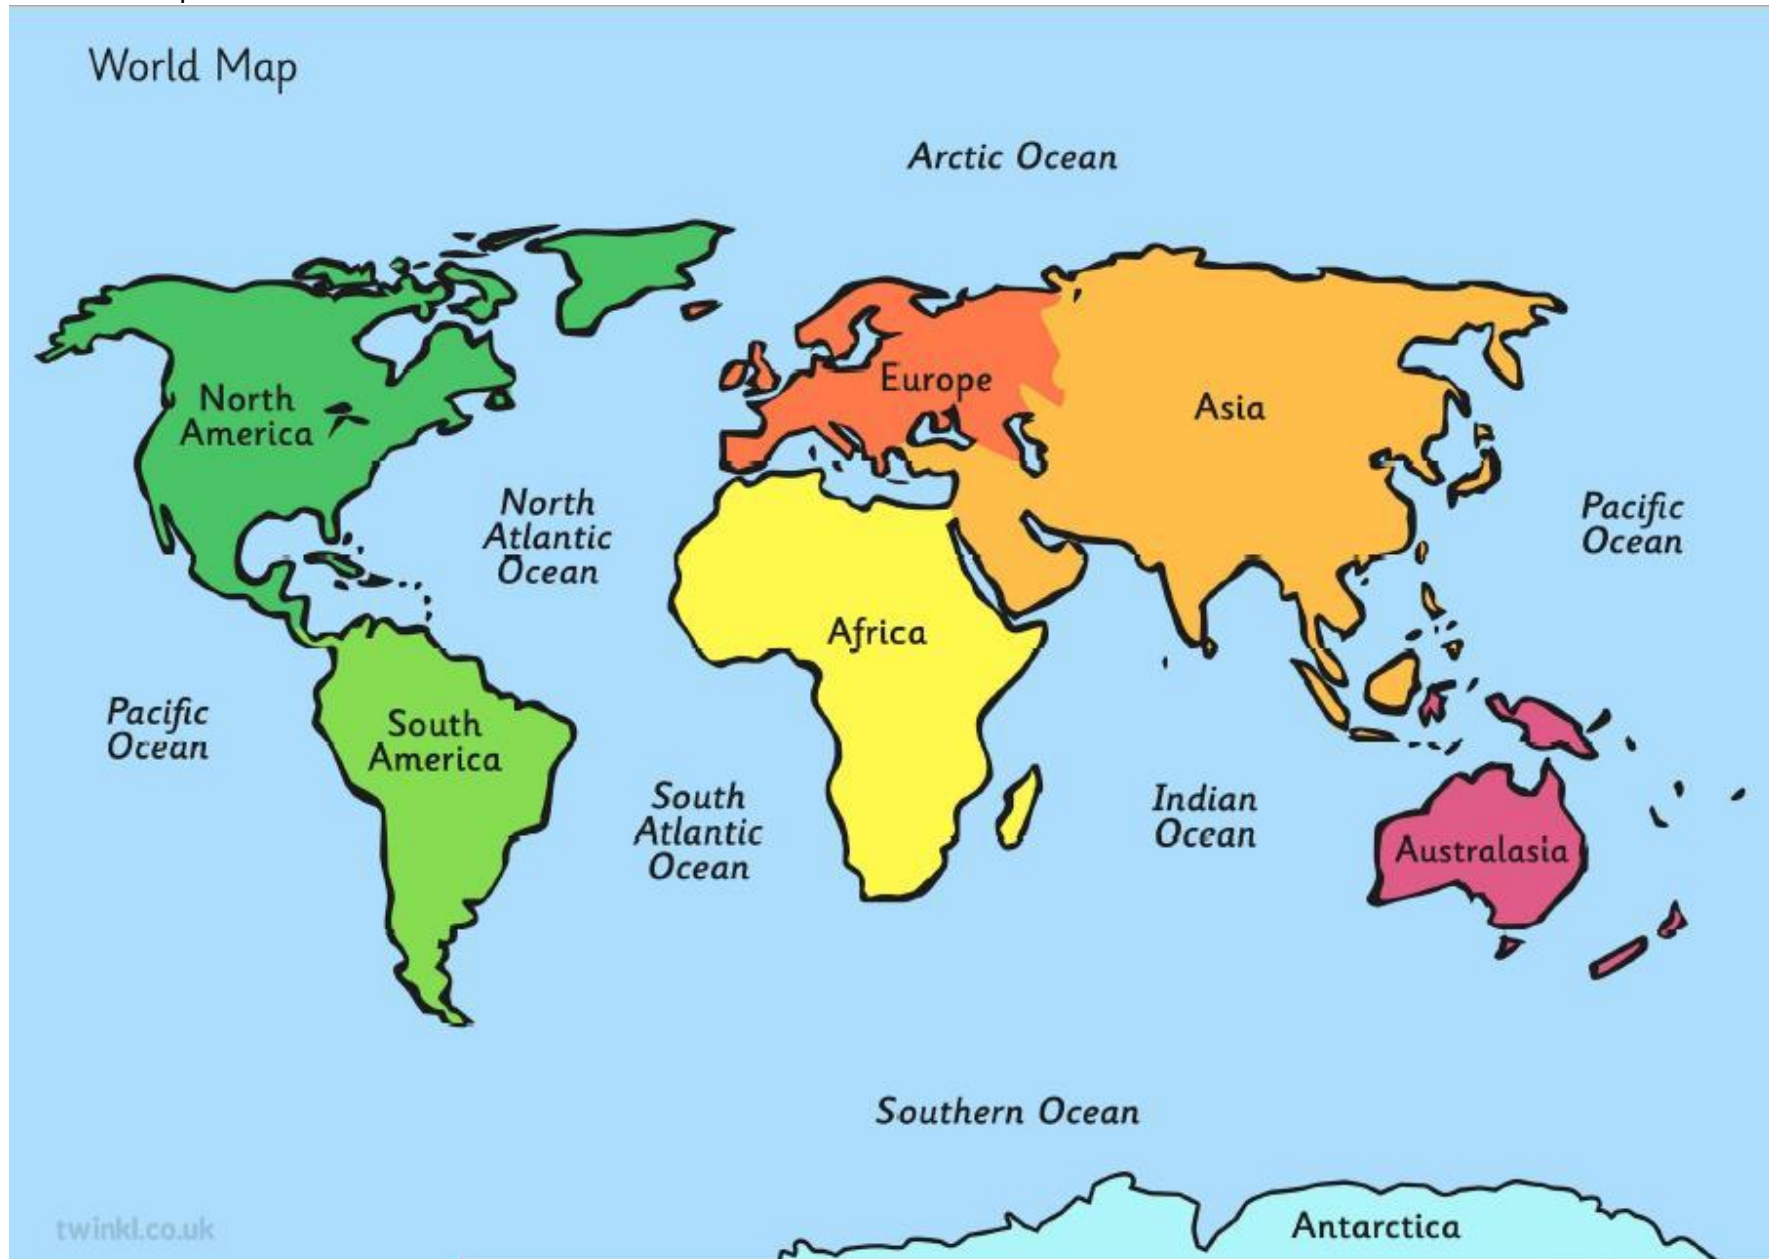 World Map
Arctic Ocean
North
America
Europe
Asia
North
Atlantic
Ocean
Pacific
Ocean
Africa
Pacific
Ocean
South
America
South
Atlantic
Ocean
Indian
Ocean
Australasia
Southern Ocean
Antarctica
twinkl.co.uk